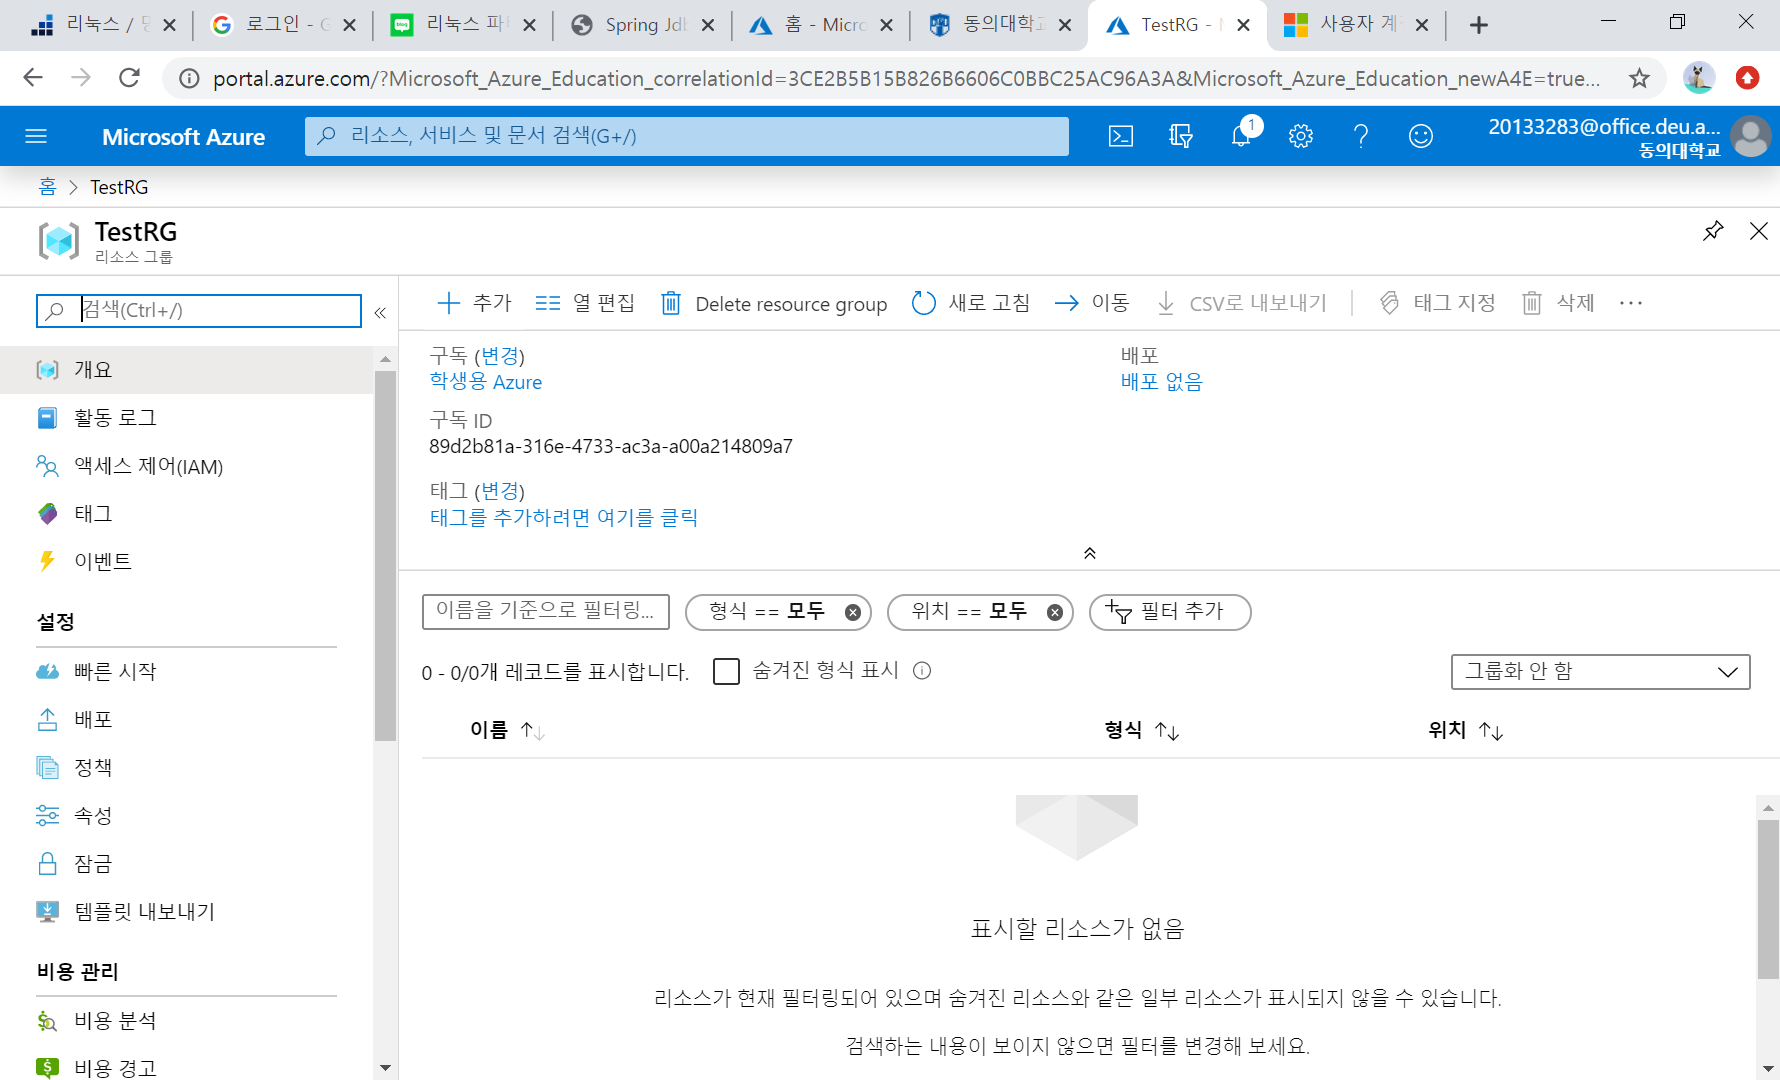 리눅스 /
로그인 - G
리눅스 파
Spring Jdb
홈 - Micro
동의대학교
TestRG - M
사용자 계
portal.azure.com/?Microsoft_Azure_Education_correlationId=3CE2B5B15B826B6606C0BBC25AC96A3A&Microsoft_Azure_Education_newA4E=true...
Microsoft Azure
리소스, 서비스 및 문서 검색(G+/)
1
20133283@office.deu.a...
동의대학교
홈 > TestRG
TestRG
리소스 그룹
검색(Ctrl+/)
«
추가
열 편집
Delete resource group
새로 고침
이동
CSV로 내보내기
태그 지정
삭제
...
개요
활동 로그
액세스 제어(IAM)
태그
이벤트
설정
빠른 시작
배포
정책
속성
잠금
템플릿 내보내기
비용 관리
비용 분석
비용 경고
구독 (변경)
학생용 Azure
구독 ID
89d2b81a-316e-4733-ac3a-a00a214809a7
태그 (변경)
태그를 추가하려면 여기를 클릭
배포
배포 없음
이름을 기준으로 필터링...
형식 == 모두
위치 == 모두
필터 추가
0 - 0/0개 레코드를 표시합니다.
숨겨진 형식 표시
그룹화 안 함
이름
형식
위치
표시할 리소스가 없음
리소스가 현재 필터링되어 있으며 숨겨진 리소스와 같은 일부 리소스가 표시되지 않을 수 있습니다.
검색하는 내용이 보이지 않으면 필터를 변경해 보세요.